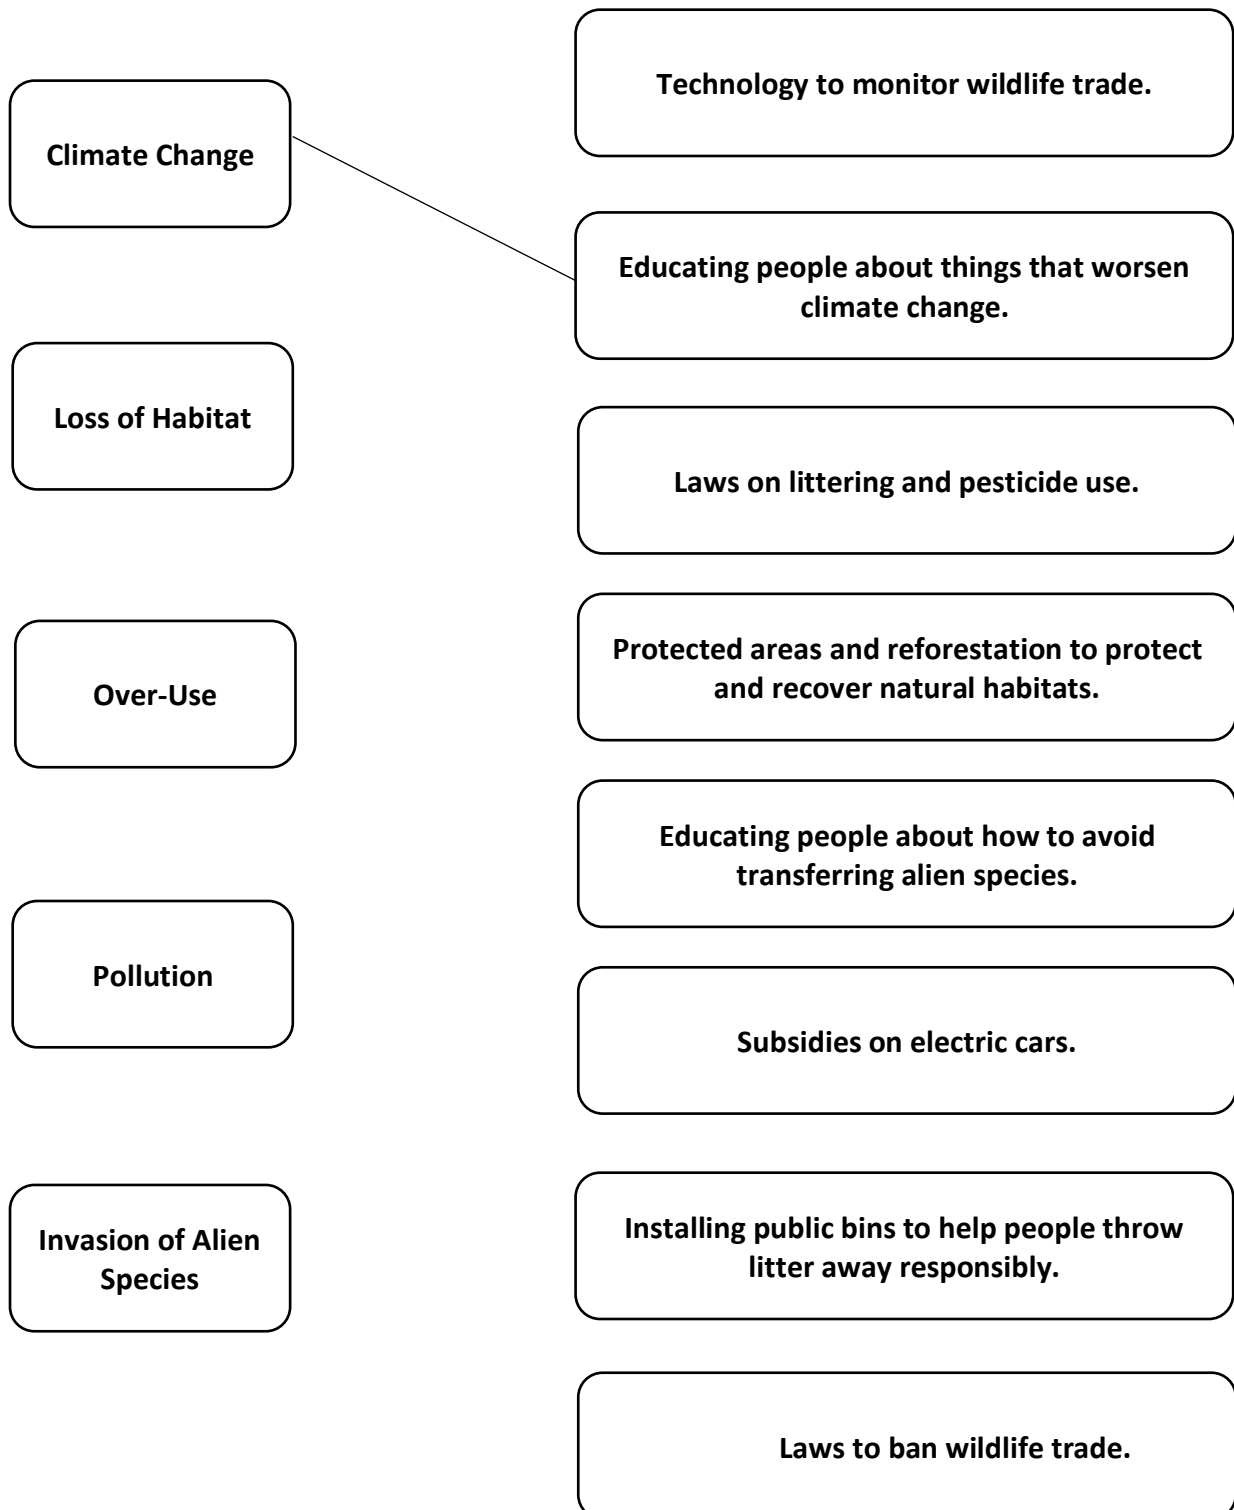 Climate Change
Loss of Habitat
Over-Use
Pollution
Invasion of Alien
Species
Technology to monitor wildlife trade.
Educating people about things that worsen
climate change.
Laws on littering and pesticide use.
Protected areas and reforestation to protect
and recover natural habitats.
Educating people about how to avoid
transferring alien species.
Subsidies on electric cars.
Installing public bins to help people throw
litter away responsibly.
Laws to ban wildlife trade.